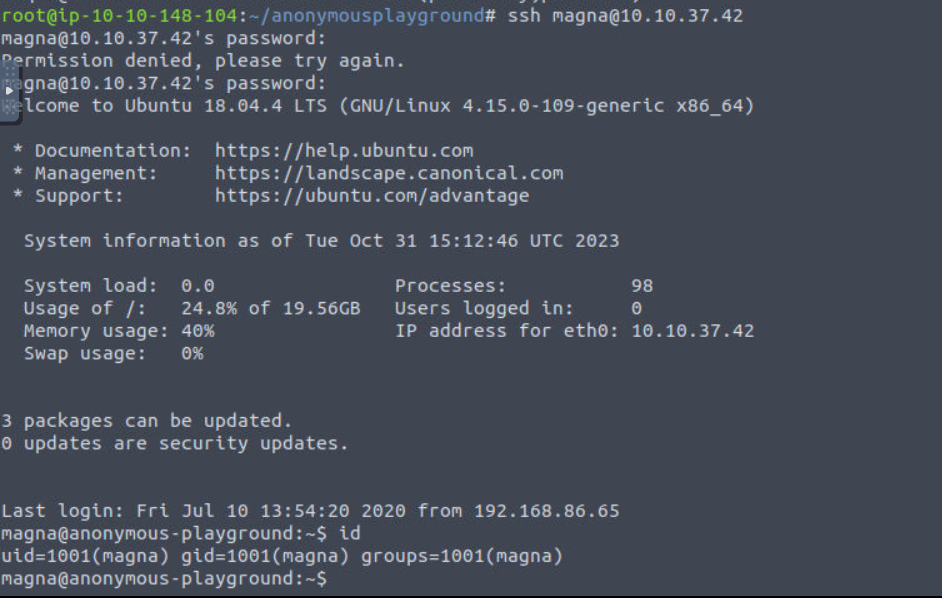 root@ip-10-10-148-104:~/anonymousplayground# ssh magna@10.10.37.42
magna@10.10.37.42's password:
Permission denied, please try again.
magna@10.10.37.42's password:
Welcome to Ubuntu 18.04.4 LTS (GNU/Linux 4.15.0-109-generic x86_64)
* Documentation: https://help.ubuntu.com
* Management: https://landscape.canonical.com
* Support: https://ubuntu.com/advantage
System information as of Tue Oct 31 15:12:46 UTC 2023
System load: 0.0 Processes: 98
Usage of /: 24.8% of 19.56GB Users logged in: 0
Memory usage: 40% IP address for eth0: 10.10.37.42
Swap usage: 0%
3 packages can be updated.
0 updates are security updates.
Last login: Fri Jul 10 13:54:20 2020 from 192.168.86.65
magna@anonymous-playground:~$ id
uid=1001(magna) gid=1001(magna) groups=1001(magna)
magna@anonymous-playground:~$